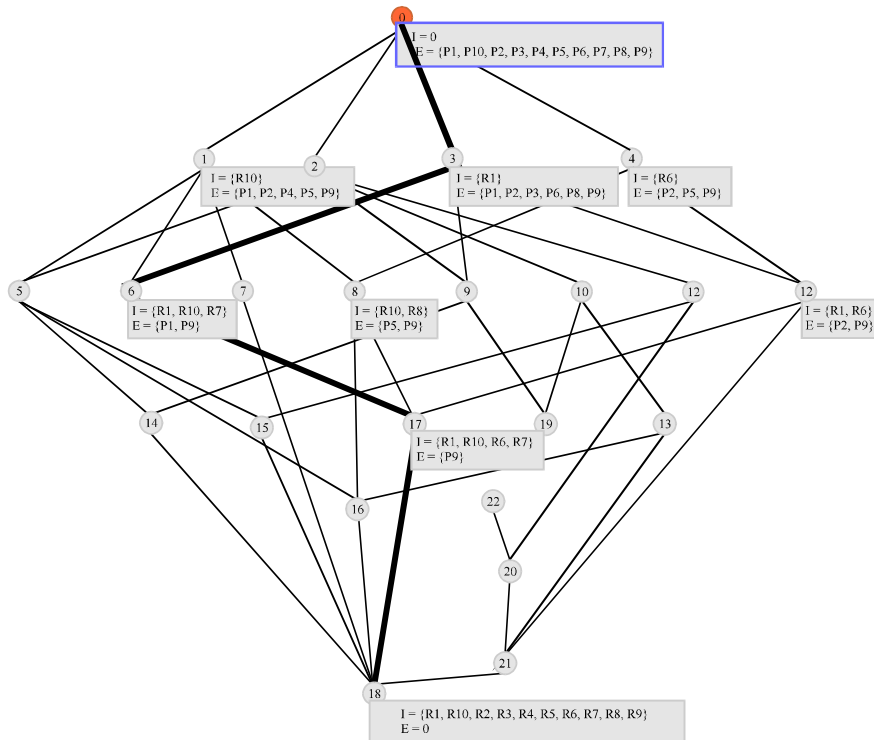 0
I = 0
E = {P1, P10, P2, P3, P4, P5, P6, P7, P8, P9}
1
2
3
4
I = {R10}
E = {P1, P2, P4, P5, P9}
I = {R1}
E = {P1, P2, P3, P6, P8, P9}
I = {R6}
E = {P2, P5, P9}
5
6
7
8
9
10
12
12
I = {R1, R10, R7}
E = {P1, P9}
I = {R10, R8}
E = {P5, P9}
I = {R1, R6}
E = {P2, P9}
14
15
17
19
13
I = {R1, R10, R6, R7}
E = {P9}
16
22
20
21
18
I = {R1, R10, R2, R3, R4, R5, R6, R7, R8, R9}
E = 0